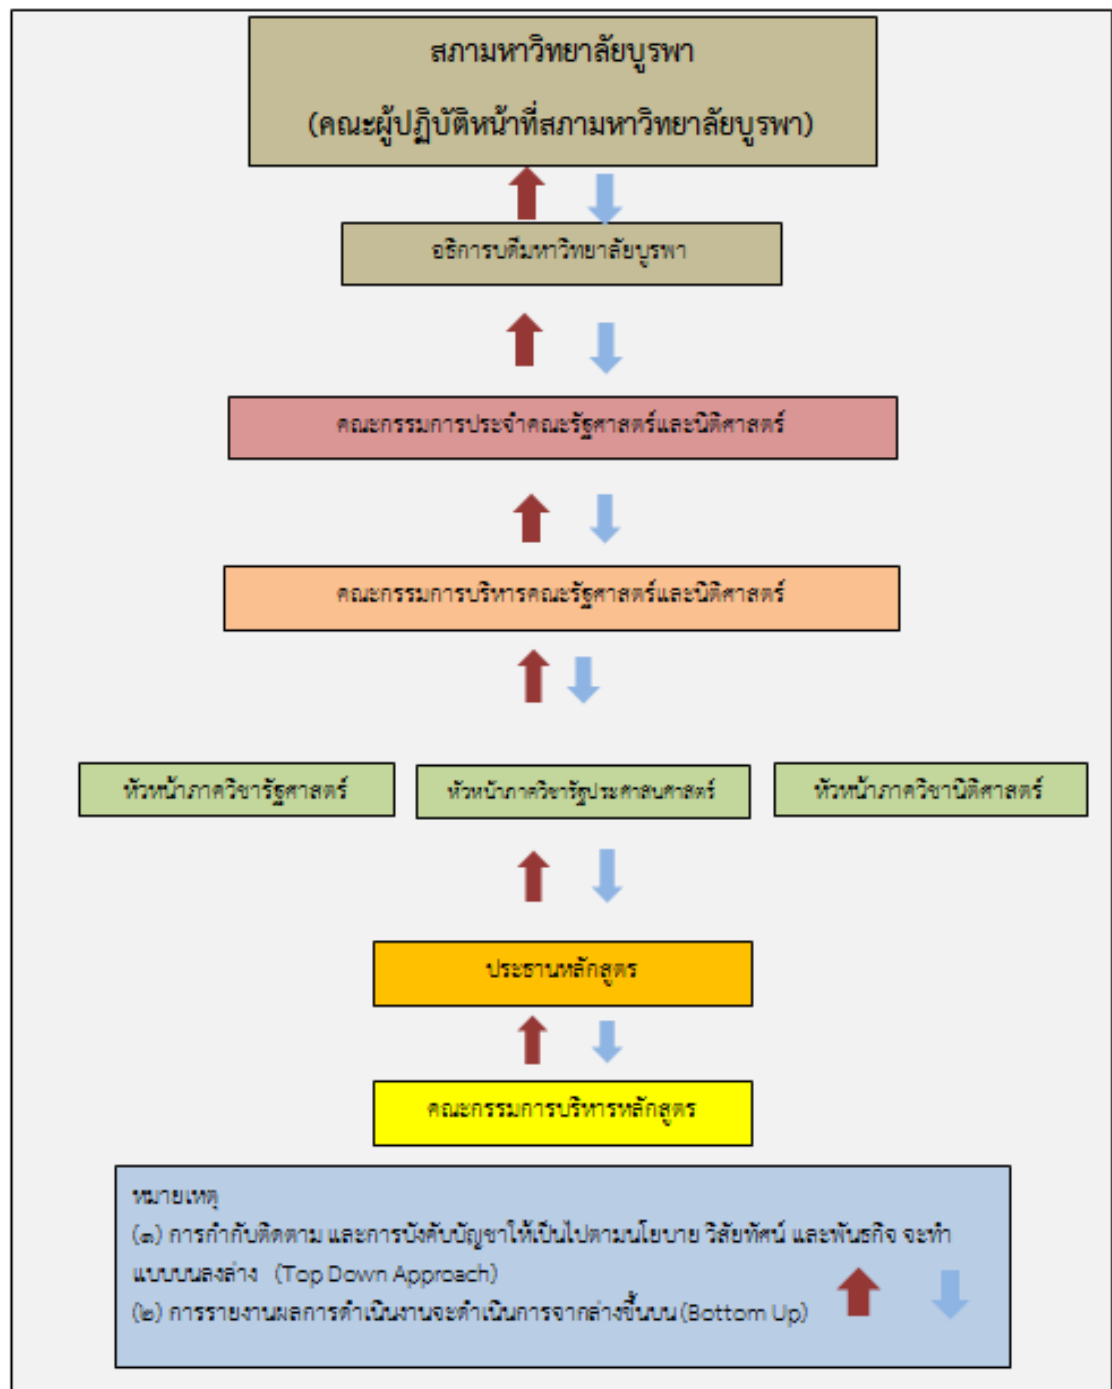 สภามหาวิทยาลัยบูรพา
(คณะผู้ปฏิบัติหน้าที่สภามหาวิทยาลัยบูรพา)
อธิการบดีมหาวิทยาลัยบูรพา
คณะกรรมการประจำคณะรัฐศาสตร์และนิติศาสตร์
คณะกรรมการบริหารคณะรัฐศาสตร์และนิติศาสตร์
หัวหน้าภาควิชารัฐศาสตร์
หัวหน้าภาควิชารัฐประศาสนศาสตร์
หัวหน้าภาควิชานิติศาสตร์
ประธานหลักสูตร
คณะกรรมการบริหารหลักสูตร
หมายเหตุ
(๑) การกำกับติดตาม และการบังคับบัญชาให้เป็นไปตามนโยบาย วิสัยทัศน์ และพันธกิจ จะทำ
แบบบนลงล่าง (Top Down Approach)
(๒) การรายงานผลการดำเนินงานจะดำเนินการจากล่างขึ้นบน (Bottom Up)